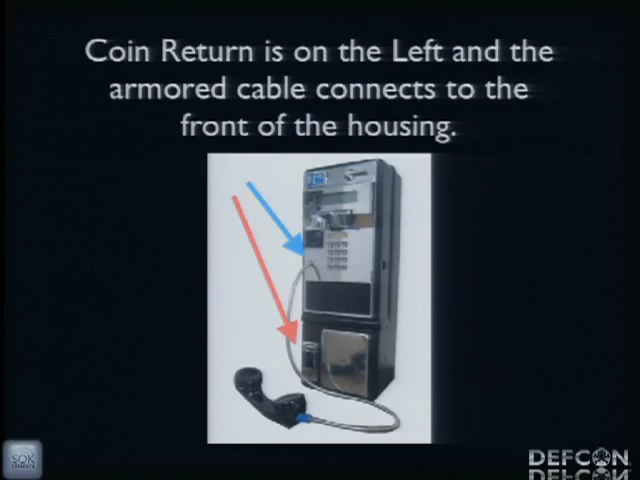 Coin Return is on the Left and the
armored cable connects to the
front of the housing.
DEFCON